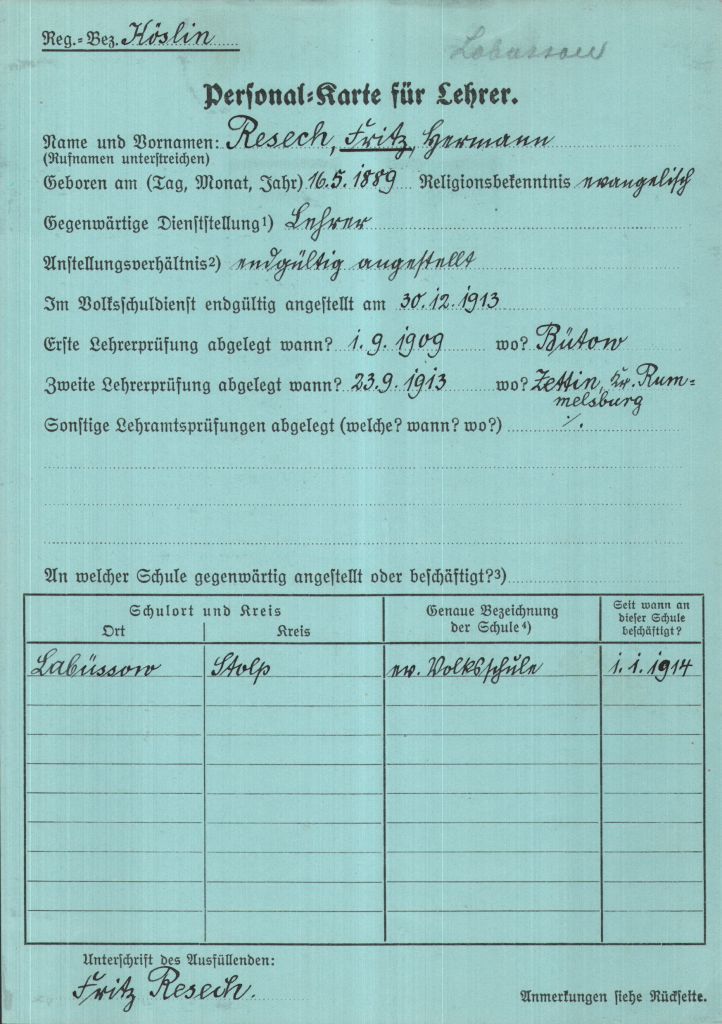 Reg.-Bez. Köslin
Labüssow
Personal-Karte für Lehrer.
Name und Vornamen: Resech, Fritz, Hermann
(Rufnamen unterstreichen)
Geboren am (Tag, Monat, Jahr) 16.5.1889 Religionsbekenntnis evangelisch
Gegenwärtige Dienststellung1) Lehrer
Anstellungsverhältnis2) endgültig angestellt
Im Volksschuldienst endgültig angestellt am 30.12.1913
Erste Lehrerprüfung abgelegt wann? 1.9.1909 wo? Bütow
Zweite Lehrerprüfung abgelegt wann? 23.9.1913 wo? Zettin, Kr. Rum-
melsburg
Sonstige Lehramtsprüfungen abgelegt (welche? wann? wo?) ./.
An welcher Schule gegenwärtig angestellt oder beschäftigt?3)
Schulort und Kreis Genaue Bezeichnung der Schule4) Seit wann an dieser Schule beschäftigt?
Ort Kreis
Labüssow Stolp ev. Volksschule 1.1.1914
Unterschrift des Ausfüllenden:
Fritz Resech.
Anmerkungen siehe Rückseite.